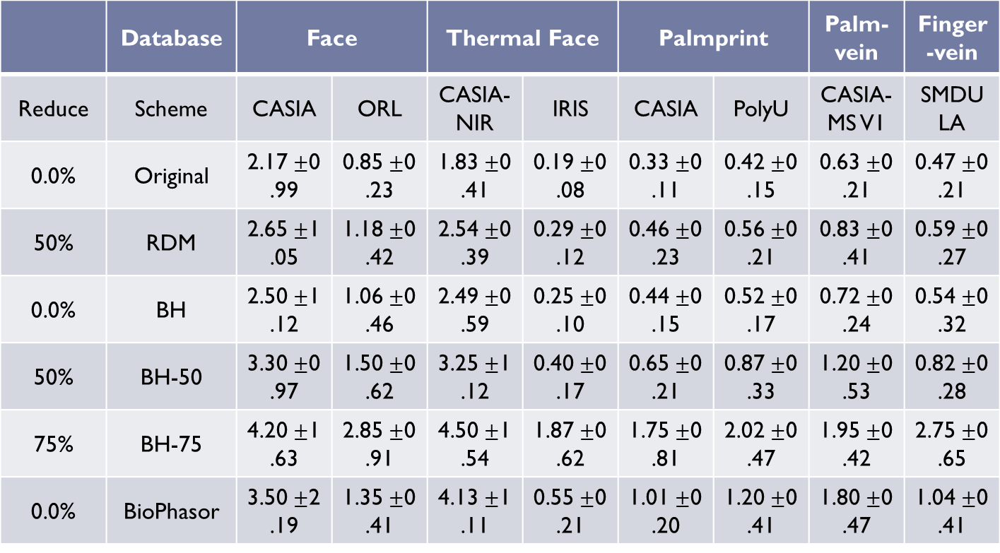 Database Face Thermal Face Palmprint Palm-
vein Finger
-vein
Reduce Scheme CASIA ORL CASIA-
NIR IRIS CASIA PolyU CASIA-
MS V1 SMDU
LA
0.0% Original 2.17 ±0
.99 0.85 ±0
.23 1.83 ±0
.41 0.19 ±0
.08 0.33 ±0
.11 0.42 ±0
.15 0.63 ±0
.21 0.47 ±0
.21
50% RDM 2.65 ±1
.05 1.18 ±0
.42 2.54 ±0
.39 0.29 ±0
.12 0.46 ±0
.23 0.56 ±0
.21 0.83 ±0
.41 0.59 ±0
.27
0.0% BH 2.50 ±1
.12 1.06 ±0
.46 2.49 ±0
.59 0.25 ±0
.10 0.44 ±0
.15 0.52 ±0
.17 0.72 ±0
.24 0.54 ±0
.32
50% BH-50 3.30 ±0
.97 1.50 ±0
.62 3.25 ±1
.12 0.40 ±0
.17 0.65 ±0
.21 0.87 ±0
.33 1.20 ±0
.53 0.82 ±0
.28
75% BH-75 4.20 ±1
.63 2.85 ±0
.91 4.50 ±1
.54 1.87 ±0
.62 1.75 ±0
.81 2.02 ±0
.47 1.95 ±0
.42 2.75 ±0
.65
0.0% BioPhasor 3.50 ±2
.19 1.35 ±0
.41 4.13 ±1
.11 0.55 ±0
.21 1.01 ±0
.20 1.20 ±0
.41 1.80 ±0
.47 1.04 ±0
.41